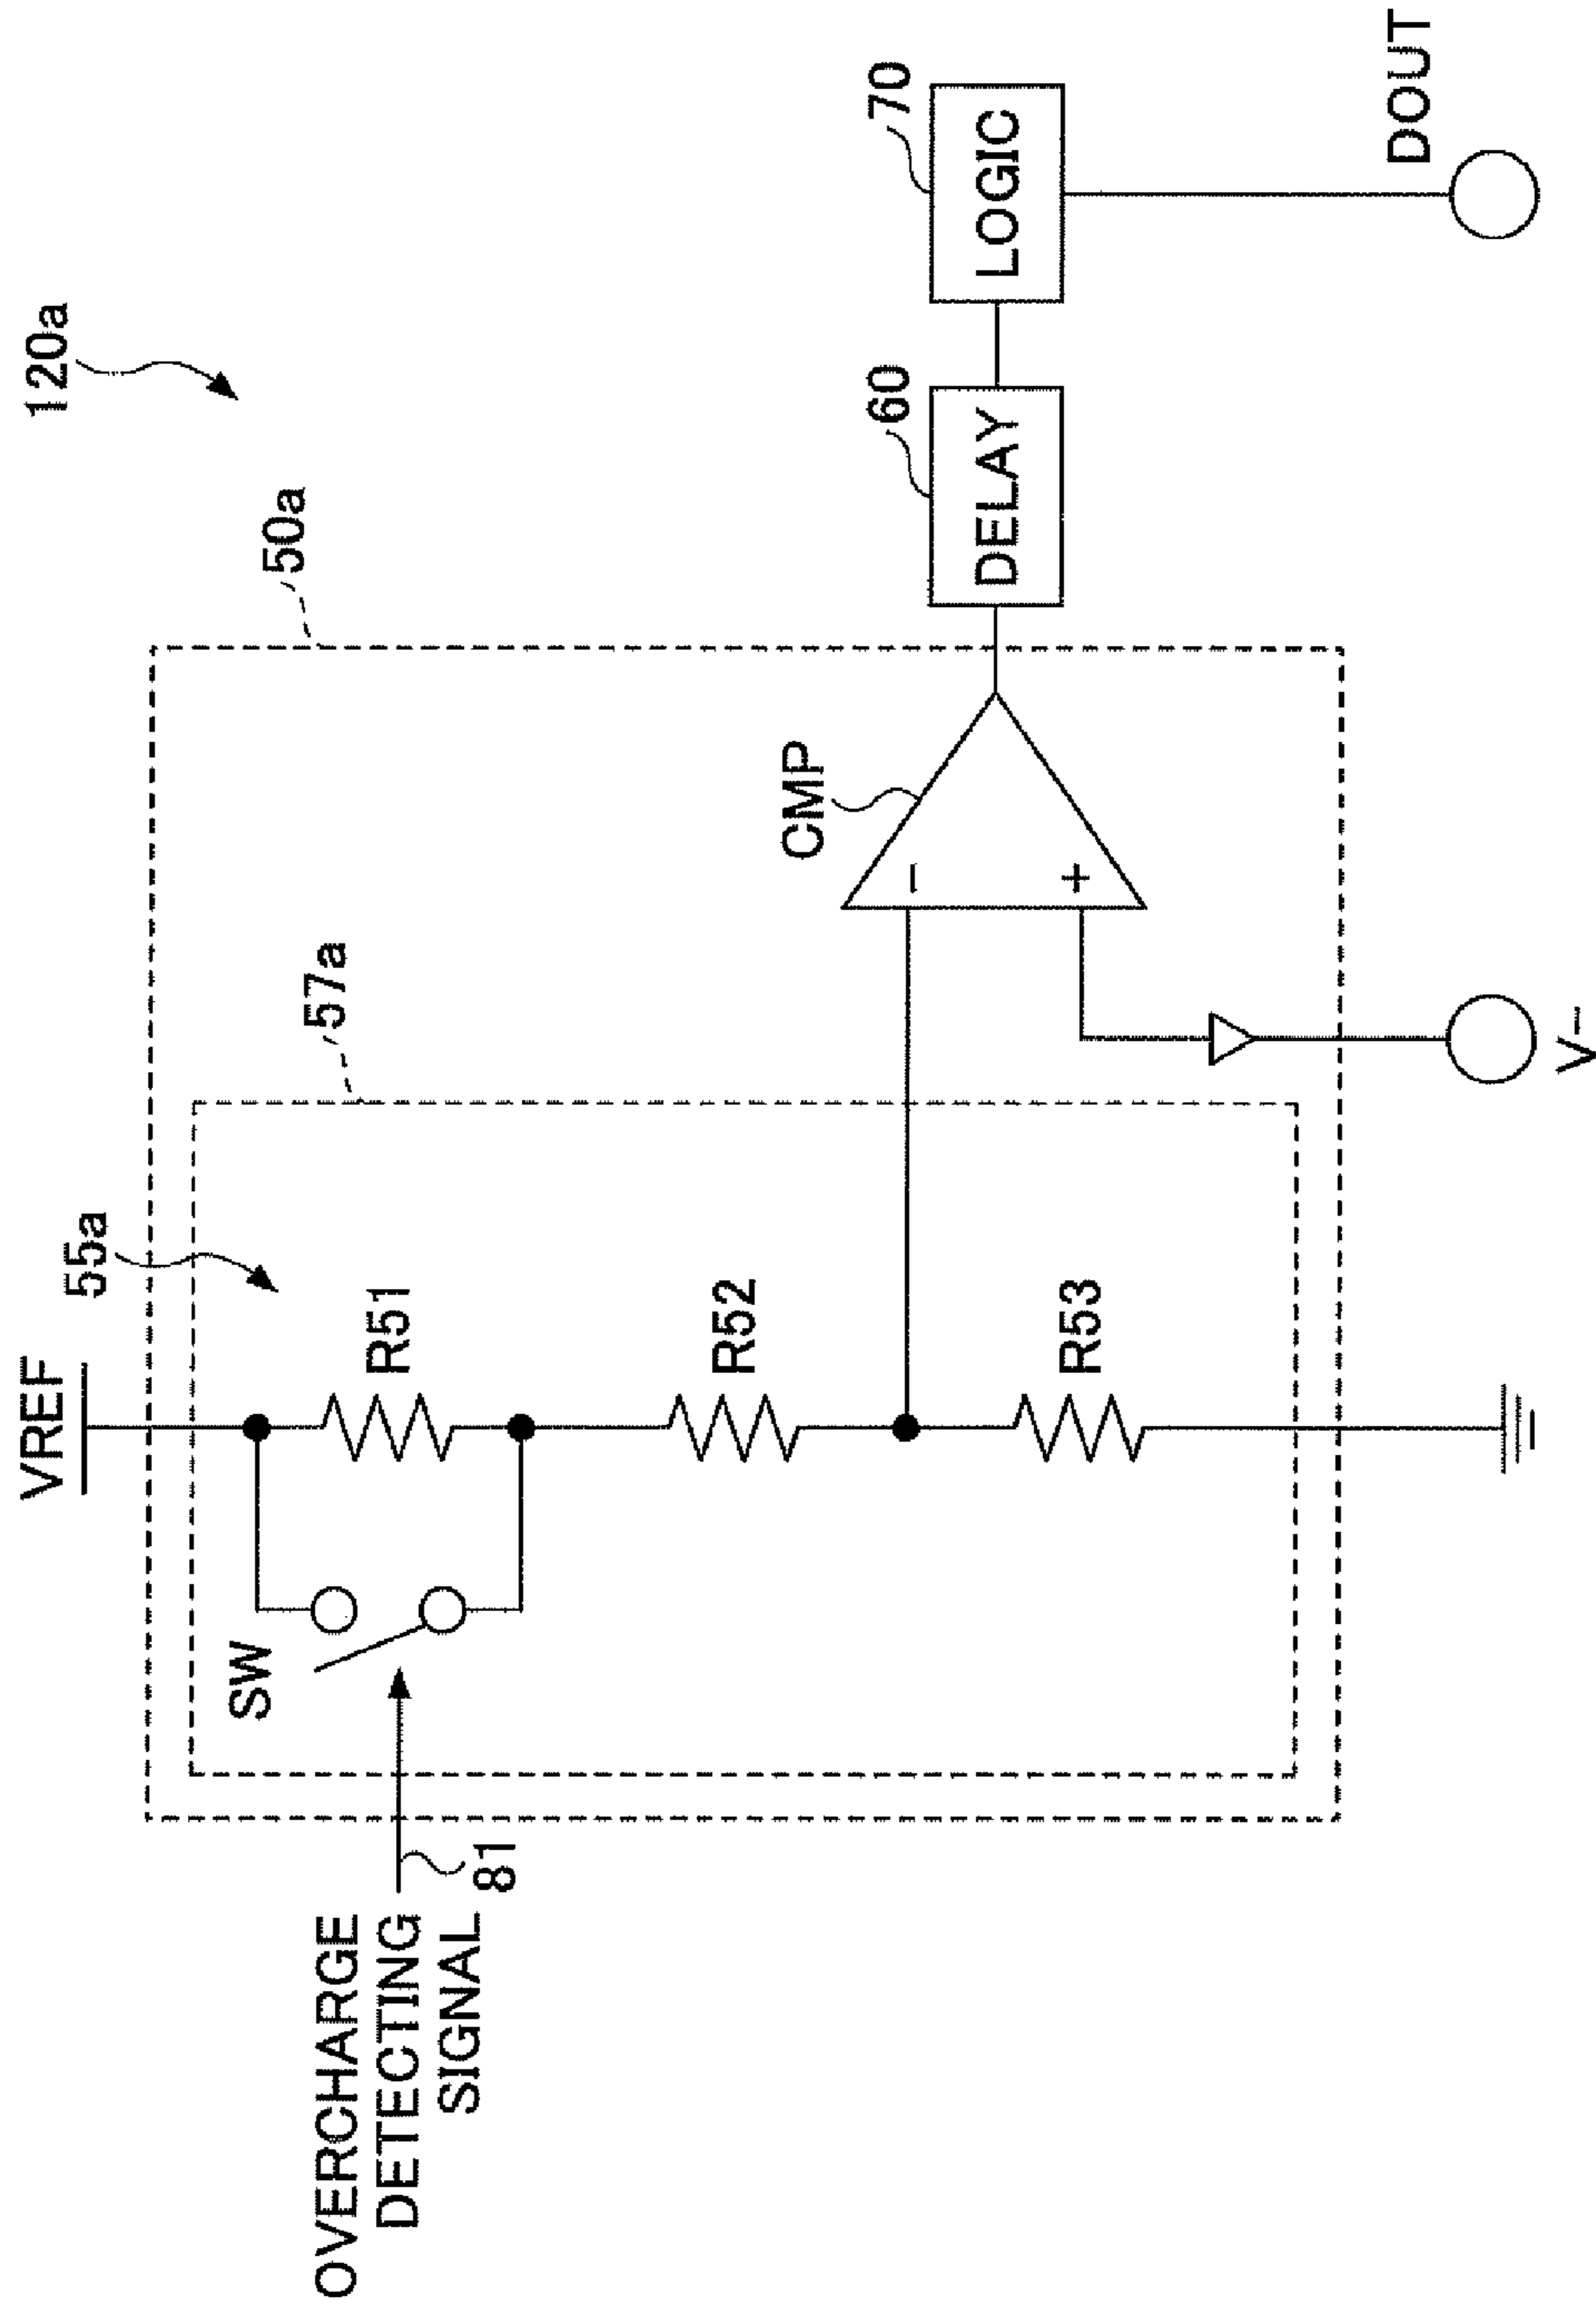 120a
50a
57a
55a
VREF
SW
R51
R52
R53
OVERCHARGE
DETECTING
SIGNAL
81
CMP
−
+
60
DELAY
70
LOGIC
V−
DOUT